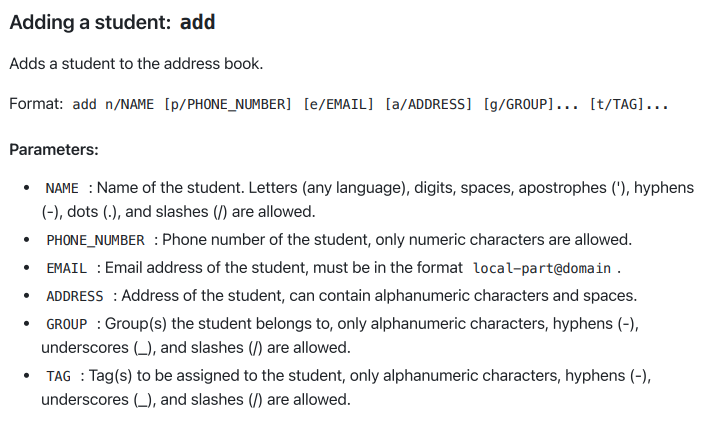 Adding a student: add
Adds a student to the address book.
Format: add n/NAME [p/PHONE_NUMBER] [e/EMAIL] [a/ADDRESS] [g/GROUP]... [t/TAG]...
Parameters:
• NAME : Name of the student. Letters (any language), digits, spaces, apostrophes ('), hyphens
(-), dots (.), and slashes (/) are allowed.
• PHONE_NUMBER : Phone number of the student, only numeric characters are allowed.
• EMAIL : Email address of the student, must be in the format local-part@domain .
• ADDRESS : Address of the student, can contain alphanumeric characters and spaces.
• GROUP : Group(s) the student belongs to, only alphanumeric characters, hyphens (-),
underscores (_), and slashes (/) are allowed.
• TAG : Tag(s) to be assigned to the student, only alphanumeric characters, hyphens (-),
underscores (_), and slashes (/) are allowed.